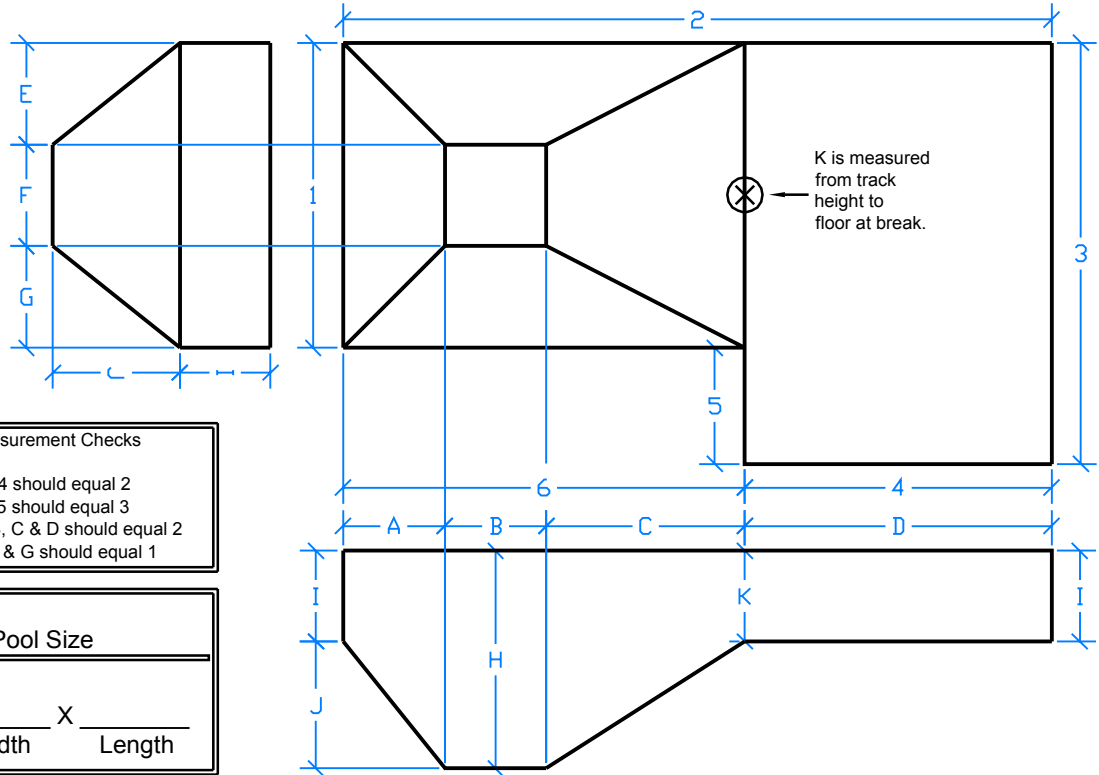 2
E
F
G
1
K is measured
from track
height to
floor at break.
3
J I
5
6 4
A B C D
I
K
I
H
J
surement Checks
4 should equal 2
5 should equal 3
, C & D should equal 2
& G should equal 1
Pool Size
X
dth Length